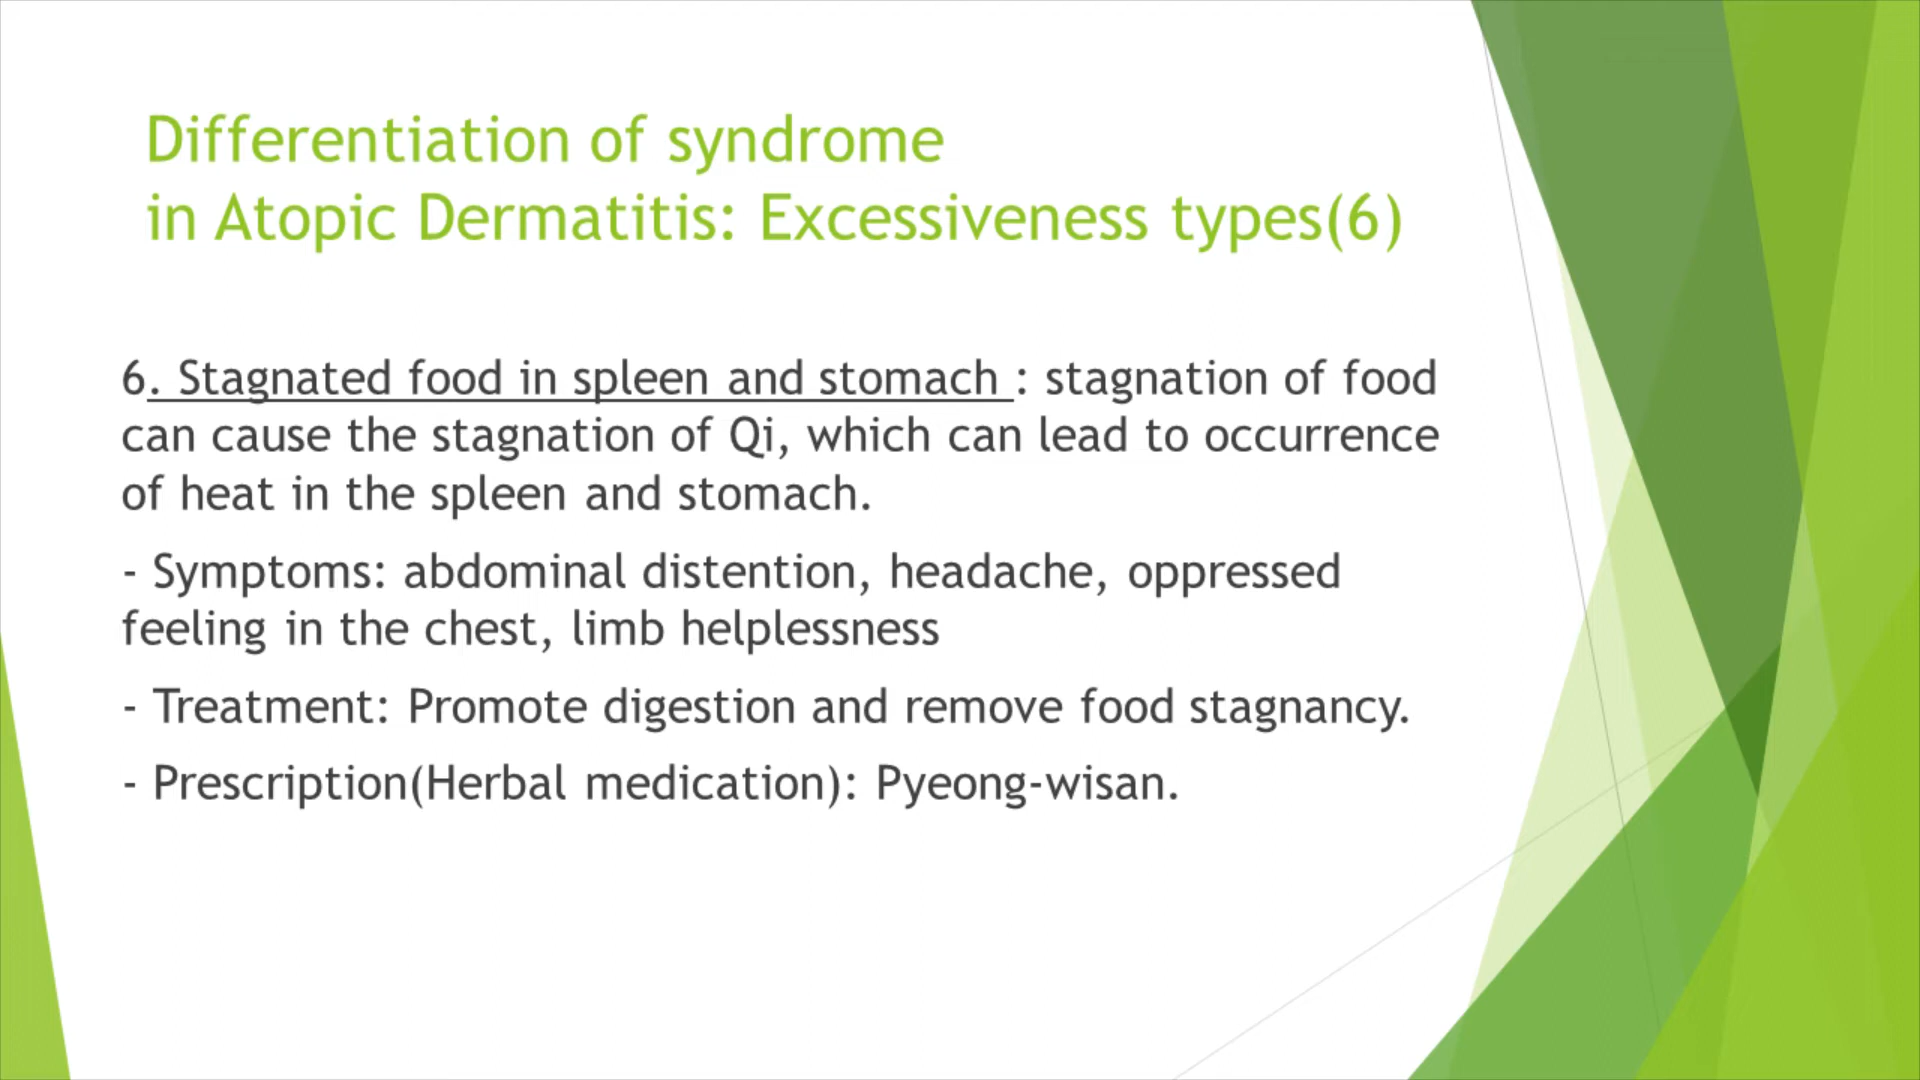 Differentiation of syndrome
in Atopic Dermatitis: Excessiveness types(6)
6. Stagnated food in spleen and stomach : stagnation of food
can cause the stagnation of Qi, which can lead to occurrence
of heat in the spleen and stomach.
- Symptoms: abdominal distention, headache, oppressed
feeling in the chest, limb helplessness
- Treatment: Promote digestion and remove food stagnancy.
- Prescription(Herbal medication): Pyeong-wisan.